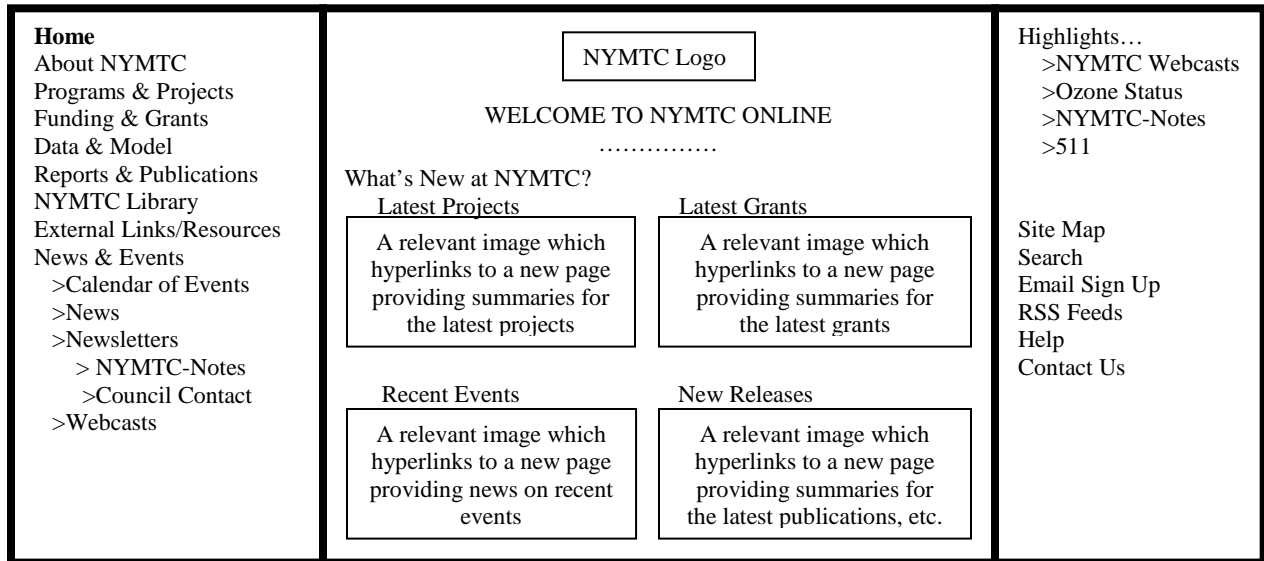 Home
About NYMTC
Programs & Projects
Funding & Grants
Data & Model
Reports & Publications
NYMTC Library
External Links/Resources
News & Events
>Calendar of Events
>News
>Newsletters
> NYMTC-Notes
>Council Contact
>Webcasts
NYMTC Logo
WELCOME TO NYMTC ONLINE
……………
What’s New at NYMTC?
Latest Projects
A relevant image which
hyperlinks to a new page
providing summaries for
the latest projects
Latest Grants
A relevant image which
hyperlinks to a new page
providing summaries for
the latest grants
Recent Events
A relevant image which
hyperlinks to a new page
providing news on recent
events
New Releases
A relevant image which
hyperlinks to a new page
providing summaries for
the latest publications, etc.
Highlights…
>NYMTC Webcasts
>Ozone Status
>NYMTC-Notes
>511
Site Map
Search
Email Sign Up
RSS Feeds
Help
Contact Us